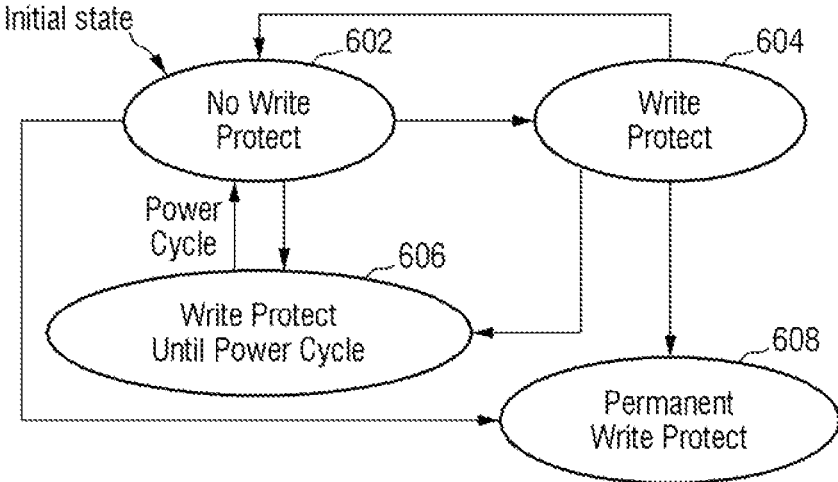 Initial state
602
604
No Write
Protect
Write
Protect
Power
Cycle
606
Write Protect
Until Power Cycle
608
Permanent
Write Protect